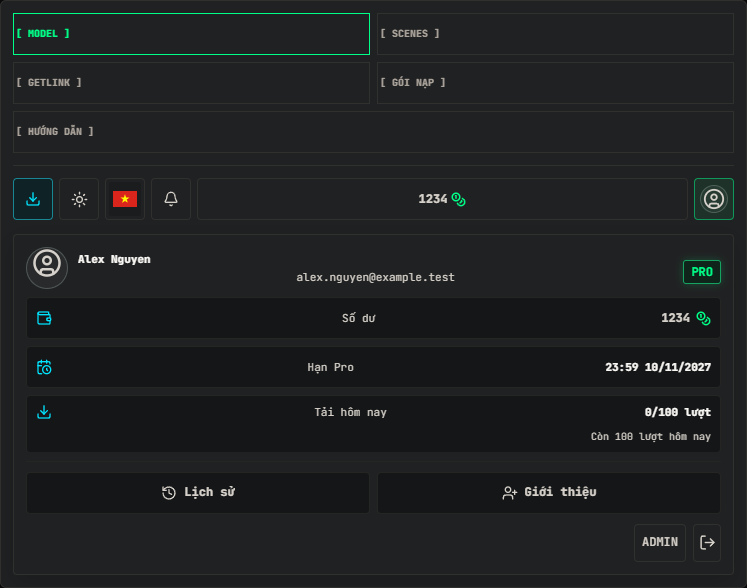 [ MODEL ]
[ SCENES ]
[ GETLINK ]
[ GÓI NẠP ]
[ HƯỚNG DẪN ]
1234
Alex Nguyen
alex.nguyen@example.test
PRO
Số dư
1234
Hạn Pro
23:59 10/11/2027
Tải hôm nay
0/100 lượt
Còn 100 lượt hôm nay
Lịch sử
Giới thiệu
ADMIN